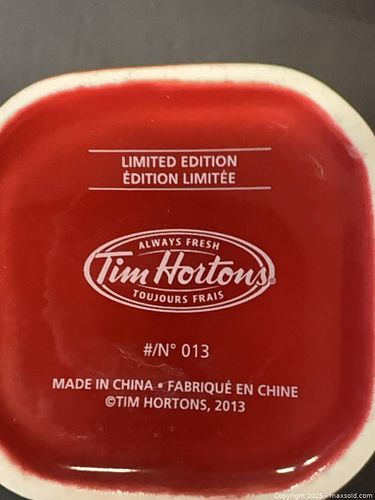 LIMITED EDITION
ÉDITION LIMITÉE
ALWAYS FRESH
Tim Hortons®
TOUJOURS FRAIS
#/N° 013
MADE IN CHINA • FABRIQUÉ EN CHINE
©TIM HORTONS, 2013
Copyright 2025 - maxsold.com